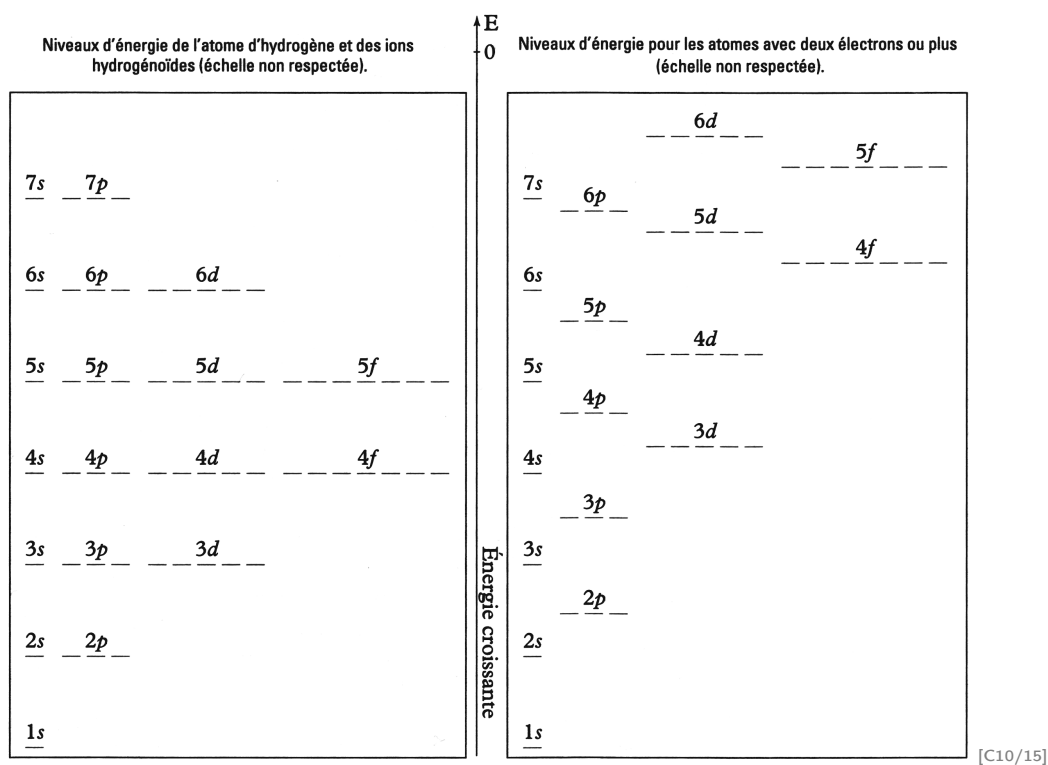 Niveaux d'énergie de l'atome d'hydrogène et des ions
hydrogénoïdes (échelle non respectée).
7s 7p
6s 6p 6d
5s 5p 5d 5f
4s 4p 4d 4f
3s 3p 3d
2s 2p
1s
E
0
Énergie croissante
Niveaux d'énergie pour les atomes avec deux électrons ou plus
(échelle non respectée).
6d
5f
7s
6p
5d
4f
6s
5p
4d
5s
4p
3d
4s
3p
3s
2p
2s
1s
[C10/15]